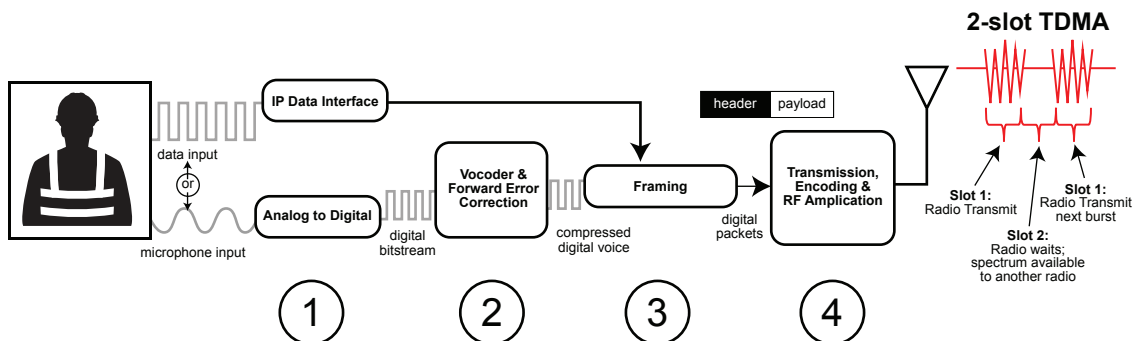 2-slot TDMA
IP Data Interface
header payload
data input
or
Vocoder &
Forward Error
Correction
Framing
Transmission,
Encoding &
RF Amplication
Analog to Digital
microphone input
digital
bitstream
compressed
digital voice
digital
packets
Slot 1:
Radio Transmit
Slot 2:
Radio waits;
spectrum available
to another radio
Slot 1:
Radio Transmit
next burst
1
2
3
4